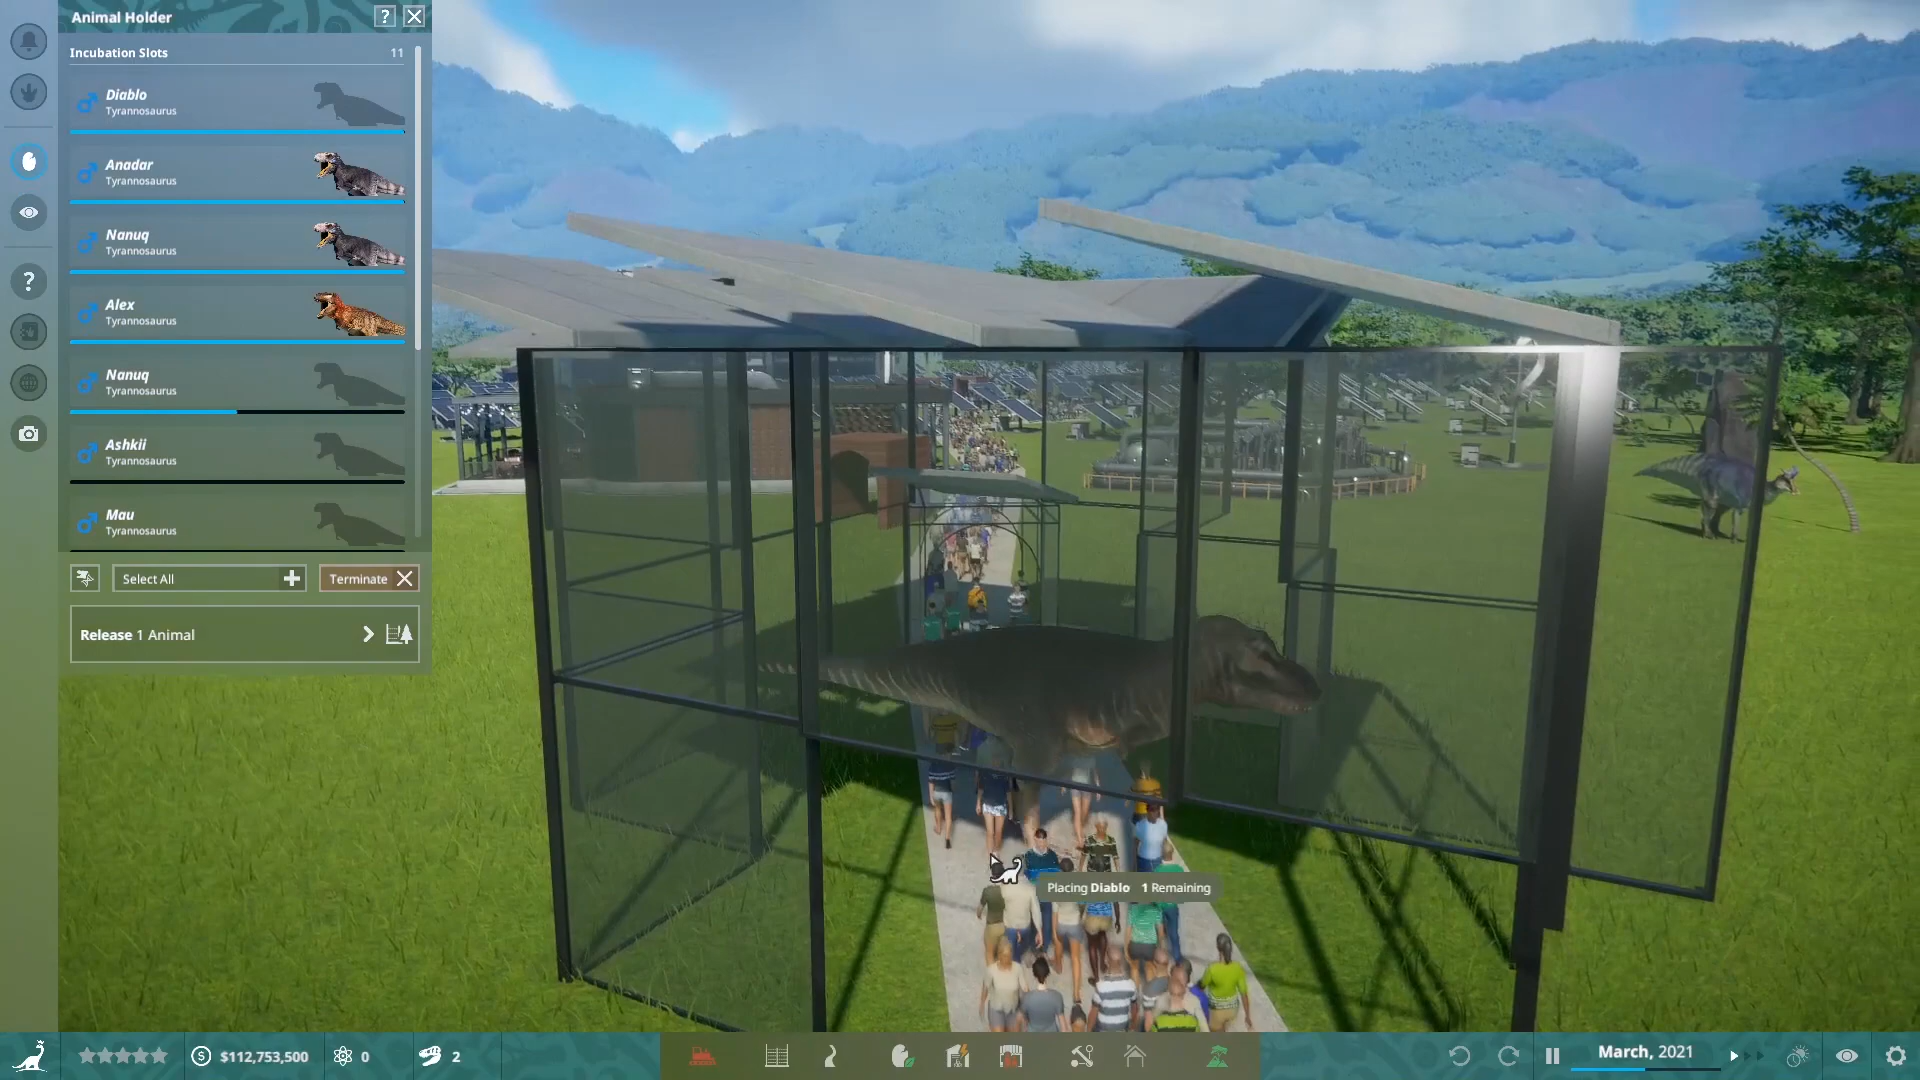 Animal Holder
?
Incubation Slots 11
Diablo
Tyrannosaurus
Anadar
Tyrannosaurus
Nanuq
Tyrannosaurus
Alex
Tyrannosaurus
Nanuq
Tyrannosaurus
Ashkii
Tyrannosaurus
Mau
Tyrannosaurus
Select All
Terminate
Release 1 Animal
?
Placing Diablo 1 Remaining
$ $112,753,500
0
2
March, 2021